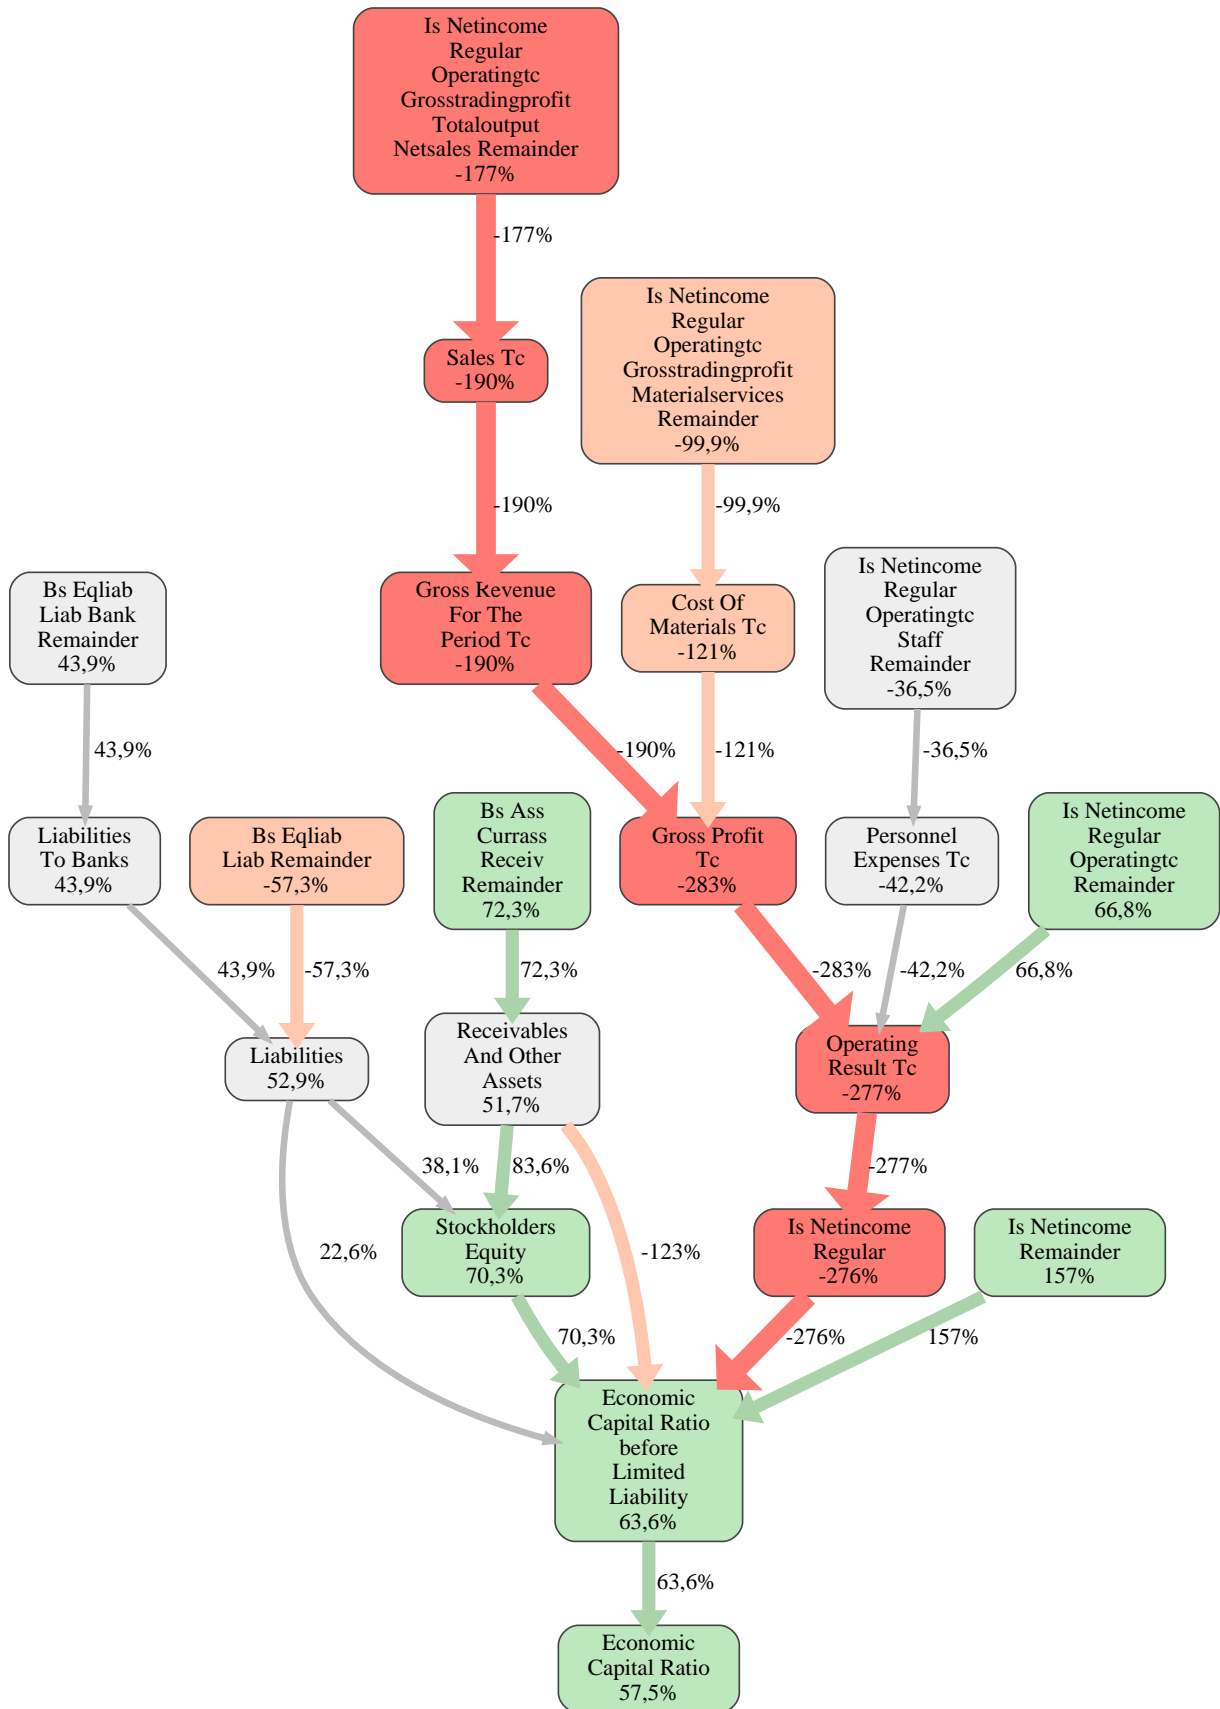 Is Netincome
Regular
Operatingtc
Grosstradingprofit
Totaloutput
Netsales Remainder
-177%
-177%
Sales Tc
-190%
Is Netincome
Regular
Operatingtc
Grosstradingprofit
Materialservices
Remainder
-99,9%
-190%
-99,9%
Bs Eqliab
Liab Bank
Remainder
43,9%
Gross Revenue
For The
Period Tc
-190%
Cost Of
Materials Tc
-121%
Is Netincome
Regular
Operatingtc
Staff
Remainder
-36,5%
43,9%
-190%
-121%
-36,5%
Liabilities
To Banks
43,9%
Bs Eqliab
Liab Remainder
-57,3%
Bs Ass
Currass
Receiv
Remainder
72,3%
Gross Profit
Tc
-283%
Personnel
Expenses Tc
-42,2%
Is Netincome
Regular
Operatingtc
Remainder
66,8%
43,9%
-57,3%
72,3%
-283%
-42,2%
66,8%
Liabilities
52,9%
Receivables
And Other
Assets
51,7%
Operating
Result Tc
-277%
38,1%
83,6%
-277%
22,6%
Stockholders
Equity
70,3%
-123%
Is Netincome
Regular
-276%
Is Netincome
Remainder
157%
70,3%
-276%
157%
Economic
Capital Ratio
before
Limited
Liability
63,6%
63,6%
Economic
Capital Ratio
57,5%